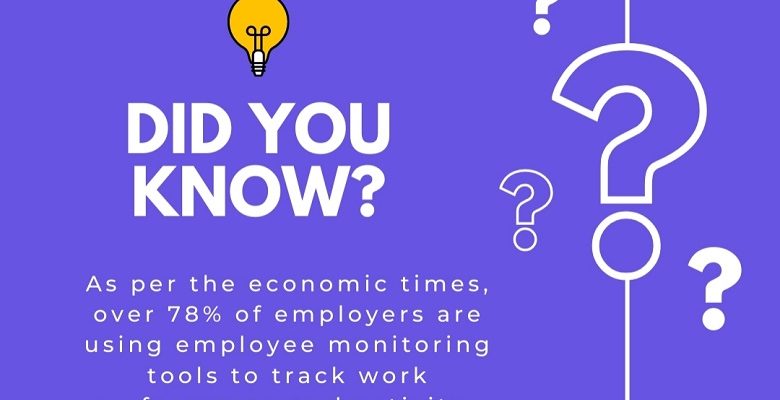 DID YOU
KNOW?
As per the economic times,
over 78% of employers are
using employee monitoring
tools to track work